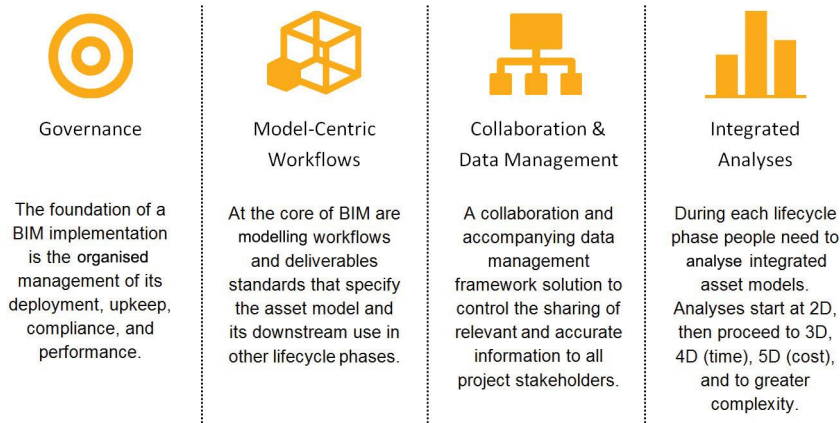 Governance
The foundation of a
BIM implementation
is the organised
management of its
deployment, upkeep,
compliance, and
performance.
Model-Centric
Workflows
At the core of BIM are
modelling workflows
and deliverables
standards that specify
the asset model and
its downstream use in
other lifecycle phases.
Collaboration &
Data Management
A collaboration and
accompanying data
management
framework solution to
control the sharing of
relevant and accurate
information to all
project stakeholders.
Integrated
Analyses
During each lifecycle
phase people need to
analyse integrated
asset models.
Analyses start at 2D,
then proceed to 3D,
4D (time), 5D (cost),
and to greater
complexity.